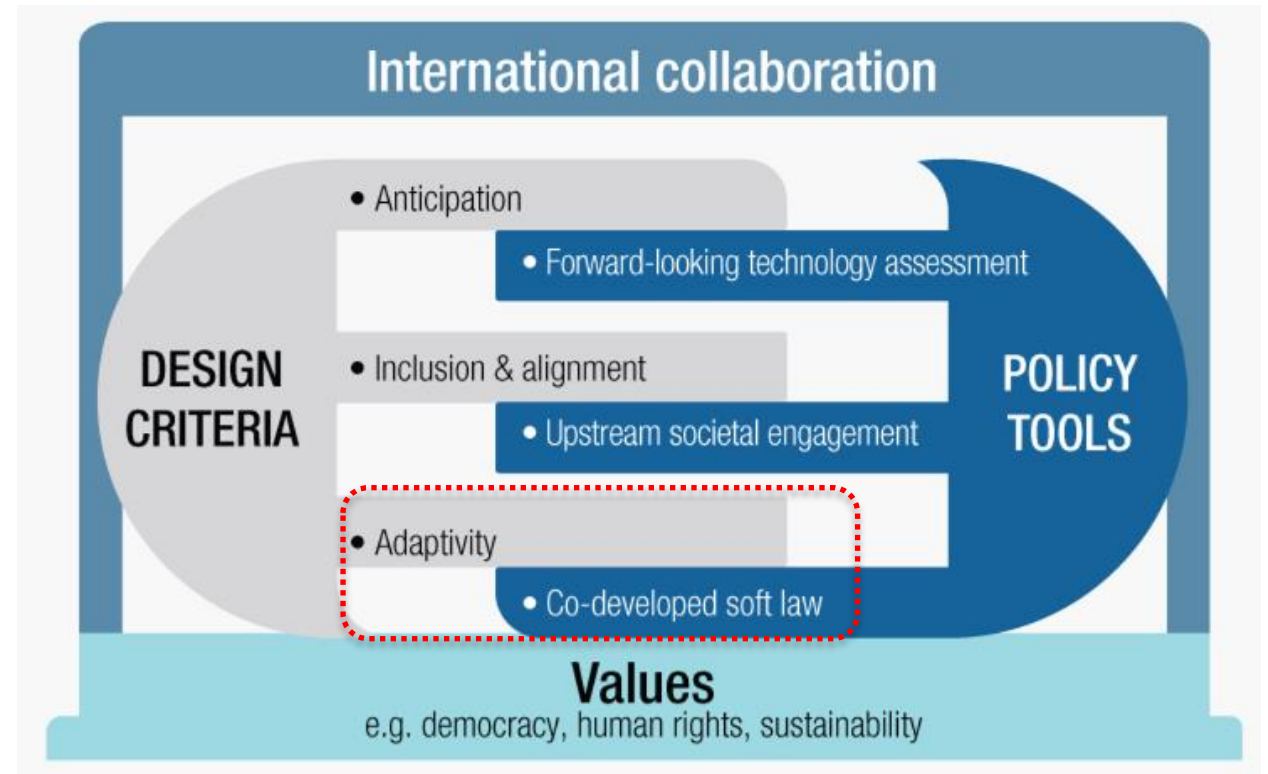 International collaboration
• Anticipation
• Forward-looking technology assessment
DESIGN
CRITERIA
• Inclusion & alignment
POLICY
TOOLS
• Upstream societal engagement
• Adaptivity
• Co-developed soft law
Values
e.g. democracy, human rights, sustainability